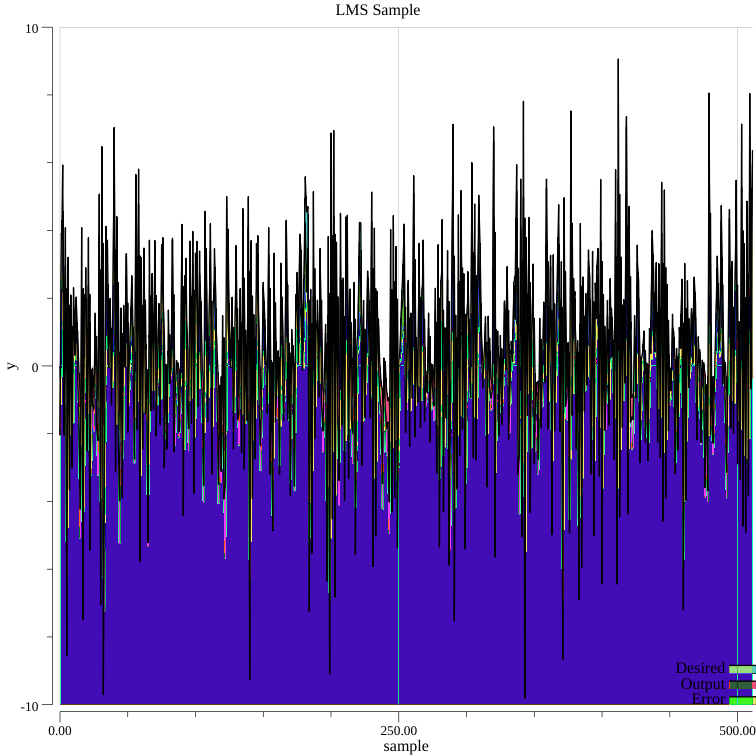 LMS Sample
10
0
-10
y
0.00
250.00
500.00
sample
Desired
Output
Error